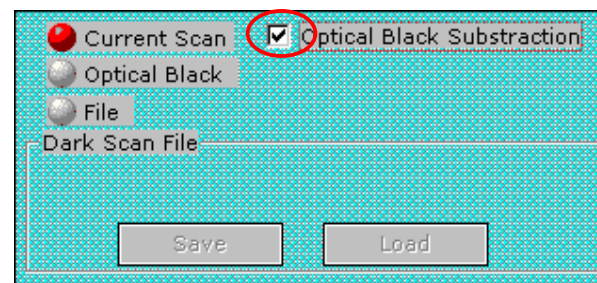 Current Scan Optical Black Substraction
Optical Black
File
Dark Scan File
Save Load